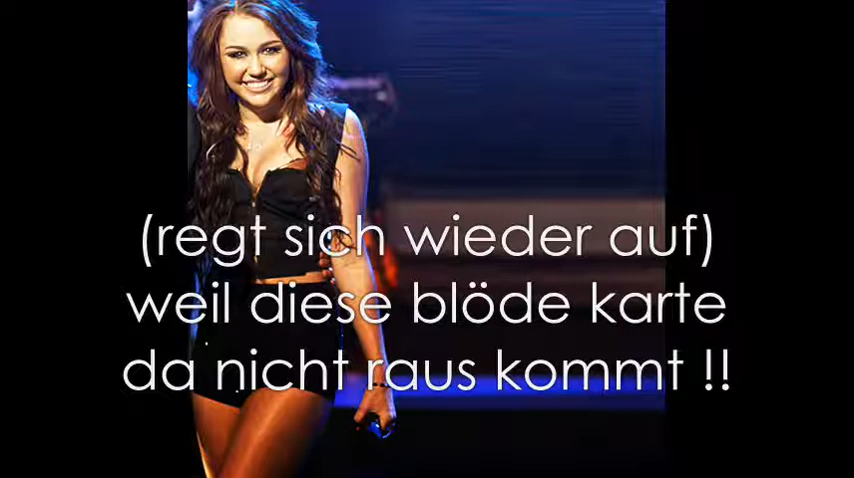 (regt sich wieder auf)
weil diese blöde karte
da nicht raus kommt !!